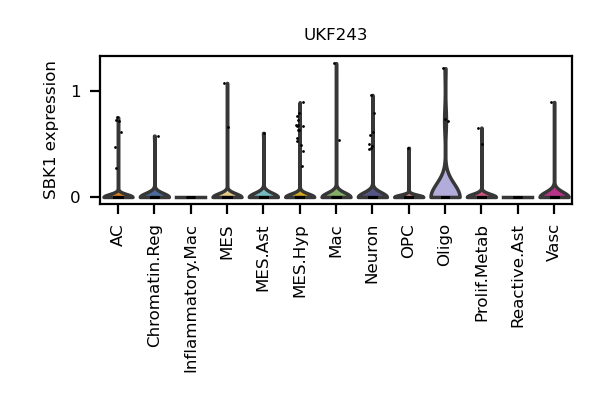 UKF243
SBK1 expression
1
0
AC
Chromatin.Reg
Inflammatory.Mac
MES
MES.Ast
MES.Hyp
Mac
Neuron
OPC
Oligo
Prolif.Metab
Reactive.Ast
Vasc